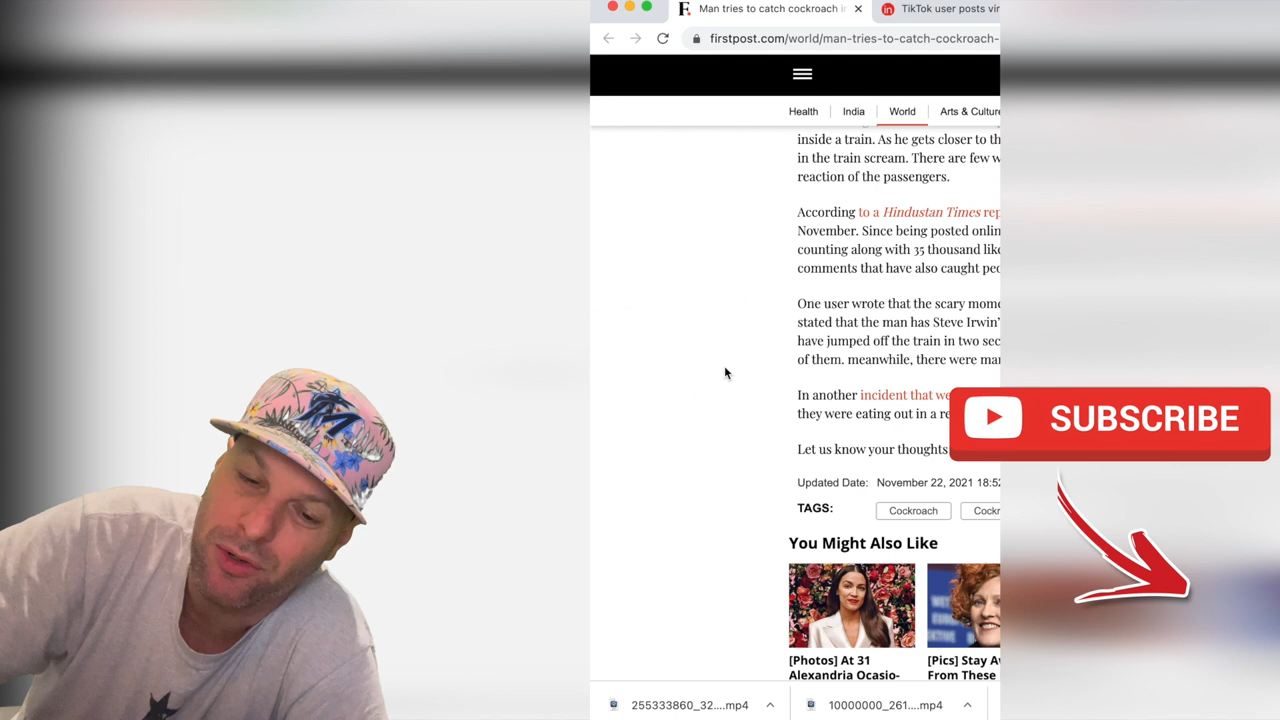 F. Man tries to catch cockroach in
in TikTok user posts vir
firstpost.com/world/man-tries-to-catch-cockroach-
Health India World Arts & Culture
inside a train. As he gets closer to th
in the train scream. There are few w
reaction of the passengers.
According to a Hindustan Times rep
November. Since being posted onlin
counting along with 35 thousand like
comments that have also caught peo
One user wrote that the scary mome
stated that the man has Steve Irwin'
have jumped off the train in two sec
of them. meanwhile, there were man
In another incident that we
they were eating out in a re
Let us know your thoughts
SUBSCRIBE
Updated Date: November 22, 2021 18:52
TAGS: Cockroach Cockr
You Might Also Like
[Photos] At 31
Alexandria Ocasio-
[Pics] Stay Aw
From These
255333860_32....mp4
10000000_261....mp4